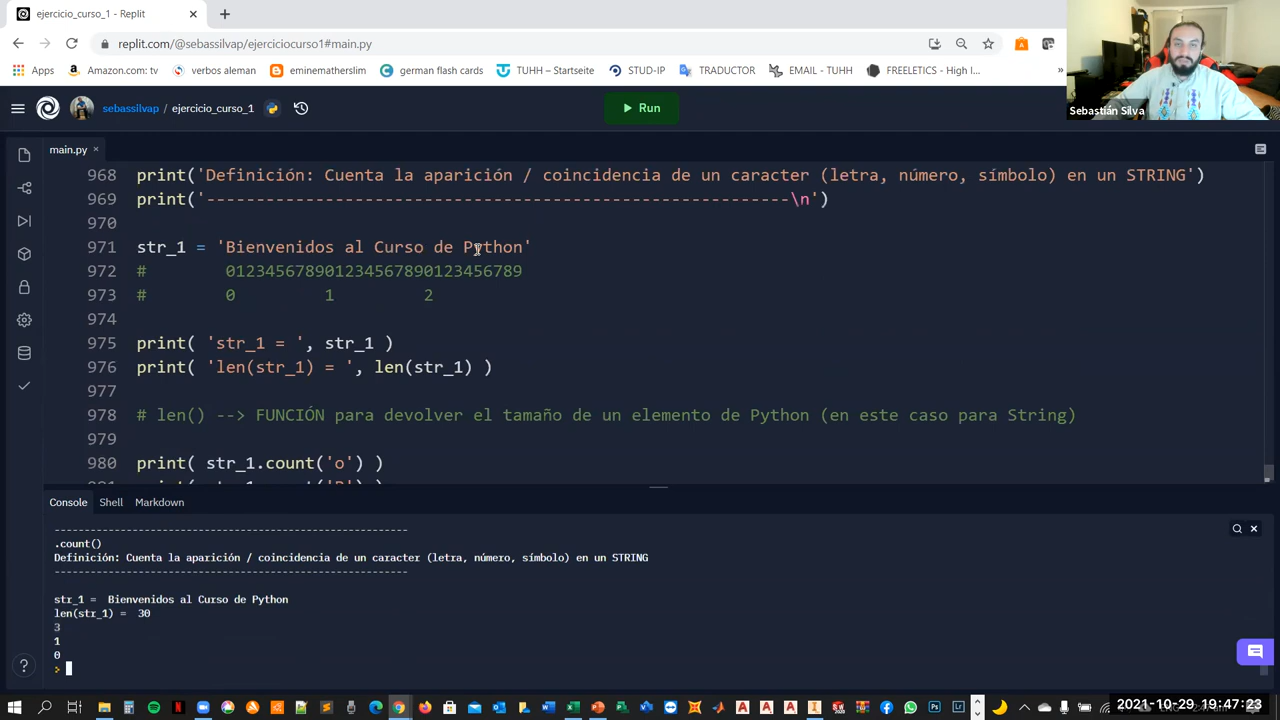 ejercicio_curso_1 - Replit
replit.com/@sebassilvap/ejerciciocurso1#main.py
Apps Amazon.com: tv verbos aleman eminematherslim german flash cards TUHH – Startseite STUD-IP TRADUCTOR EMAIL - TUHH FREELETICS - High I... »
Sebastián Silva
sebassilvap / ejercicio_curso_1
Run
main.py
968 print('Definición: Cuenta la aparición / coincidencia de un caracter (letra, número, símbolo) en un STRING')
969 print('-----------------------------------------------------------\n')
970
971 str_1 = 'Bienvenidos al Curso de Python'
972 # 012345678901234567890123456789
973 # 0 1 2
974
975 print( 'str_1 = ', str_1 )
976 print( 'len(str_1) = ', len(str_1) )
977
978 # len() --> FUNCIÓN para devolver el tamaño de un elemento de Python (en este caso para String)
979
980 print( str_1.count('o') )
Console Shell Markdown
-----------------------------------------------------------
.count()
Definición: Cuenta la aparición / coincidencia de un caracter (letra, número, símbolo) en un STRING
-----------------------------------------------------------
str_1 =  Bienvenidos al Curso de Python
len(str_1) =  30
3
1
0
>
2021-10-29 19:47:23